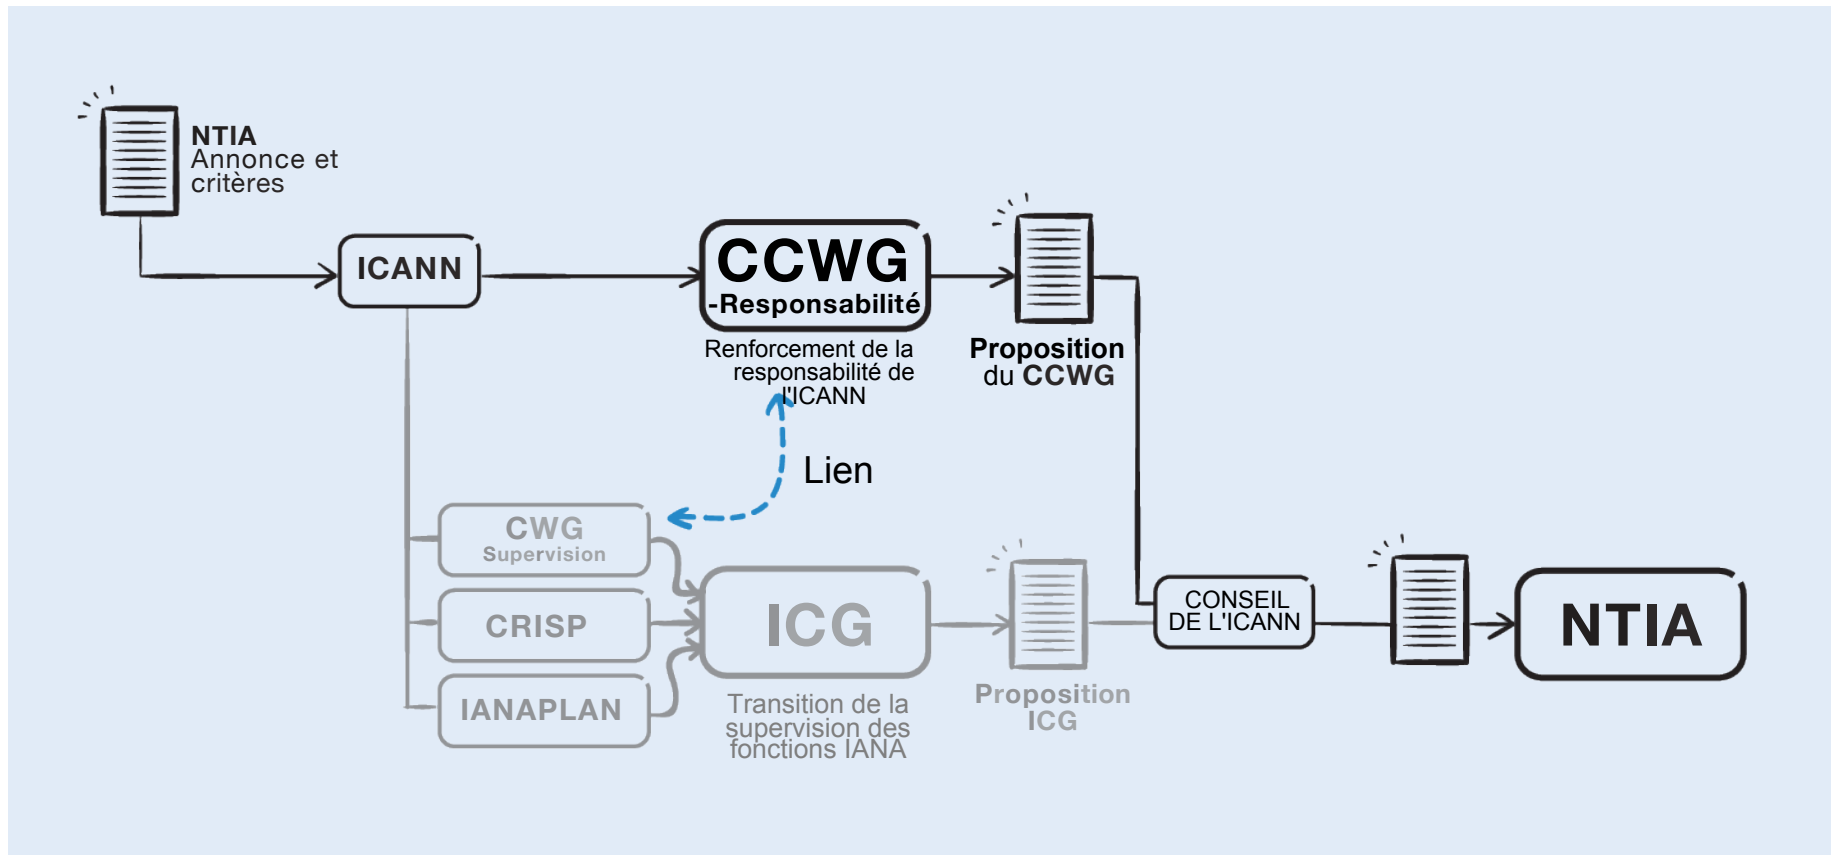 NTIA
Annonce et
critères
ICANN
CCWG
-Responsabilité
Renforcement de la
responsabilité de
l'ICANN
Proposition
du CCWG
Lien
CWG
Supervision
CRISP
IANAPLAN
ICG
Transition de la
supervision des
fonctions IANA
Proposition
ICG
CONSEIL
DE L'ICANN
NTIA